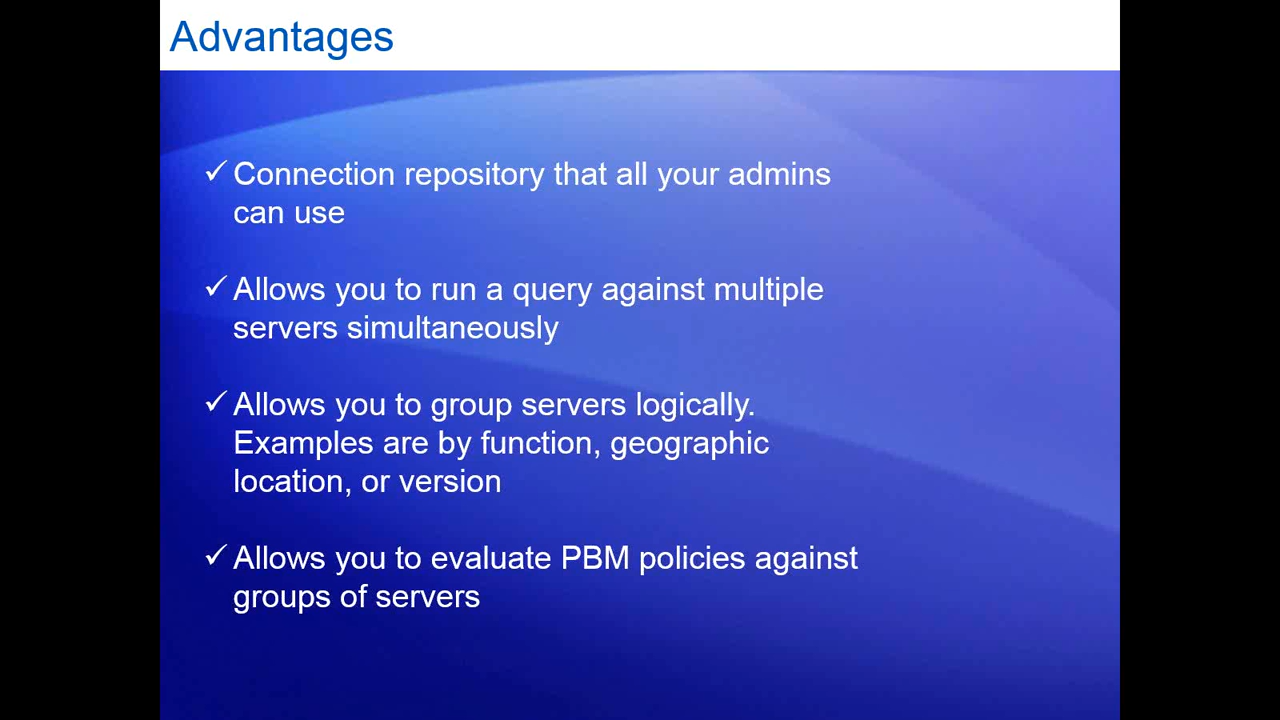 Advantages
✓ Connection repository that all your admins
can use
✓ Allows you to run a query against multiple
servers simultaneously
✓ Allows you to group servers logically.
Examples are by function, geographic
location, or version
✓ Allows you to evaluate PBM policies against
groups of servers